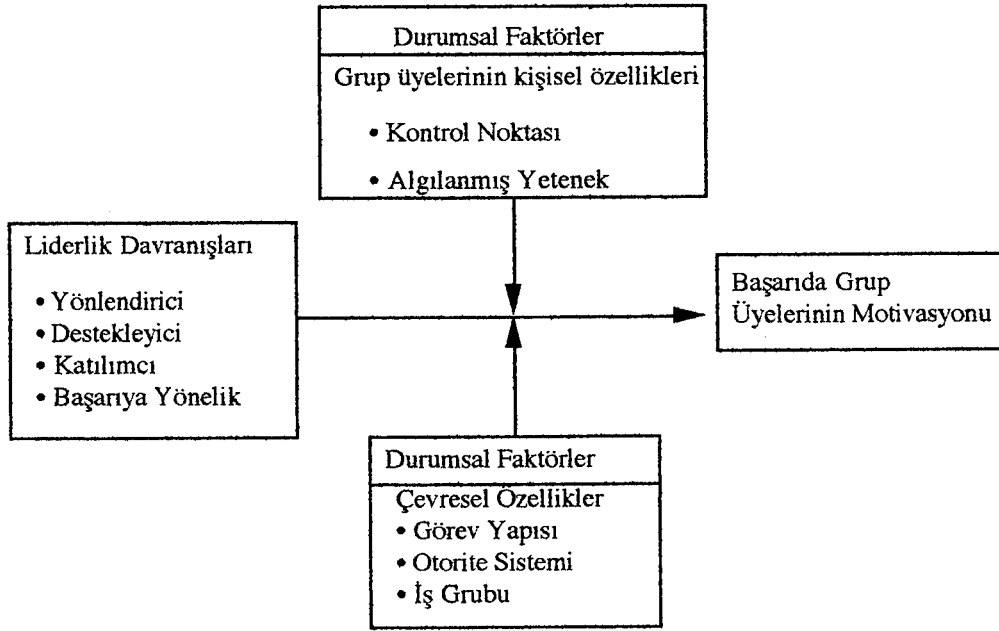 Durumsal Faktörler
Grup üyelerinin kişisel özellikleri
• Kontrol Noktası
• Algılanmış Yetenek
Liderlik Davranışları
• Yönlendirici
• Destekleyici
• Katılımcı
• Başarıya Yönelik
Başarıda Grup
Üyelerinin Motivasyonu
Durumsal Faktörler
Çevresel Özellikler
• Görev Yapısı
• Otorite Sistemi
• İş Grubu